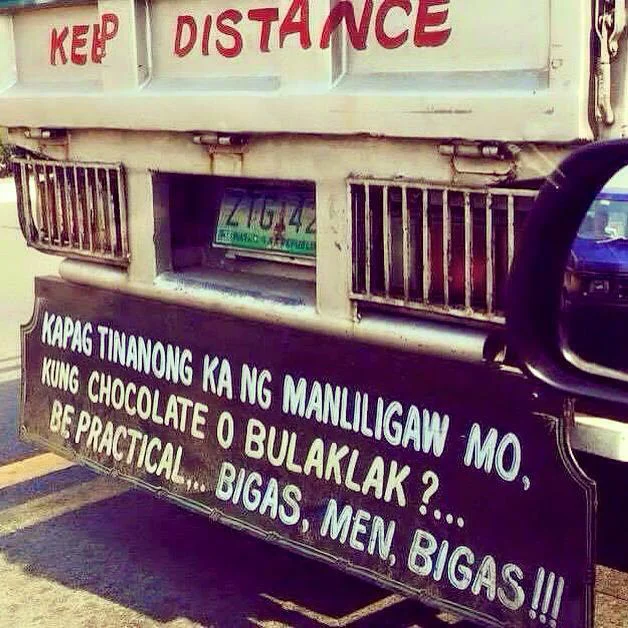 KEEP DISTANCE
KAPAG TINANONG KA NG MANLILIGAW MO,
KUNG CHOCOLATE O BULAKLAK ?...
BE PRACTICAL... BIGAS, MEN, BIGAS!!!